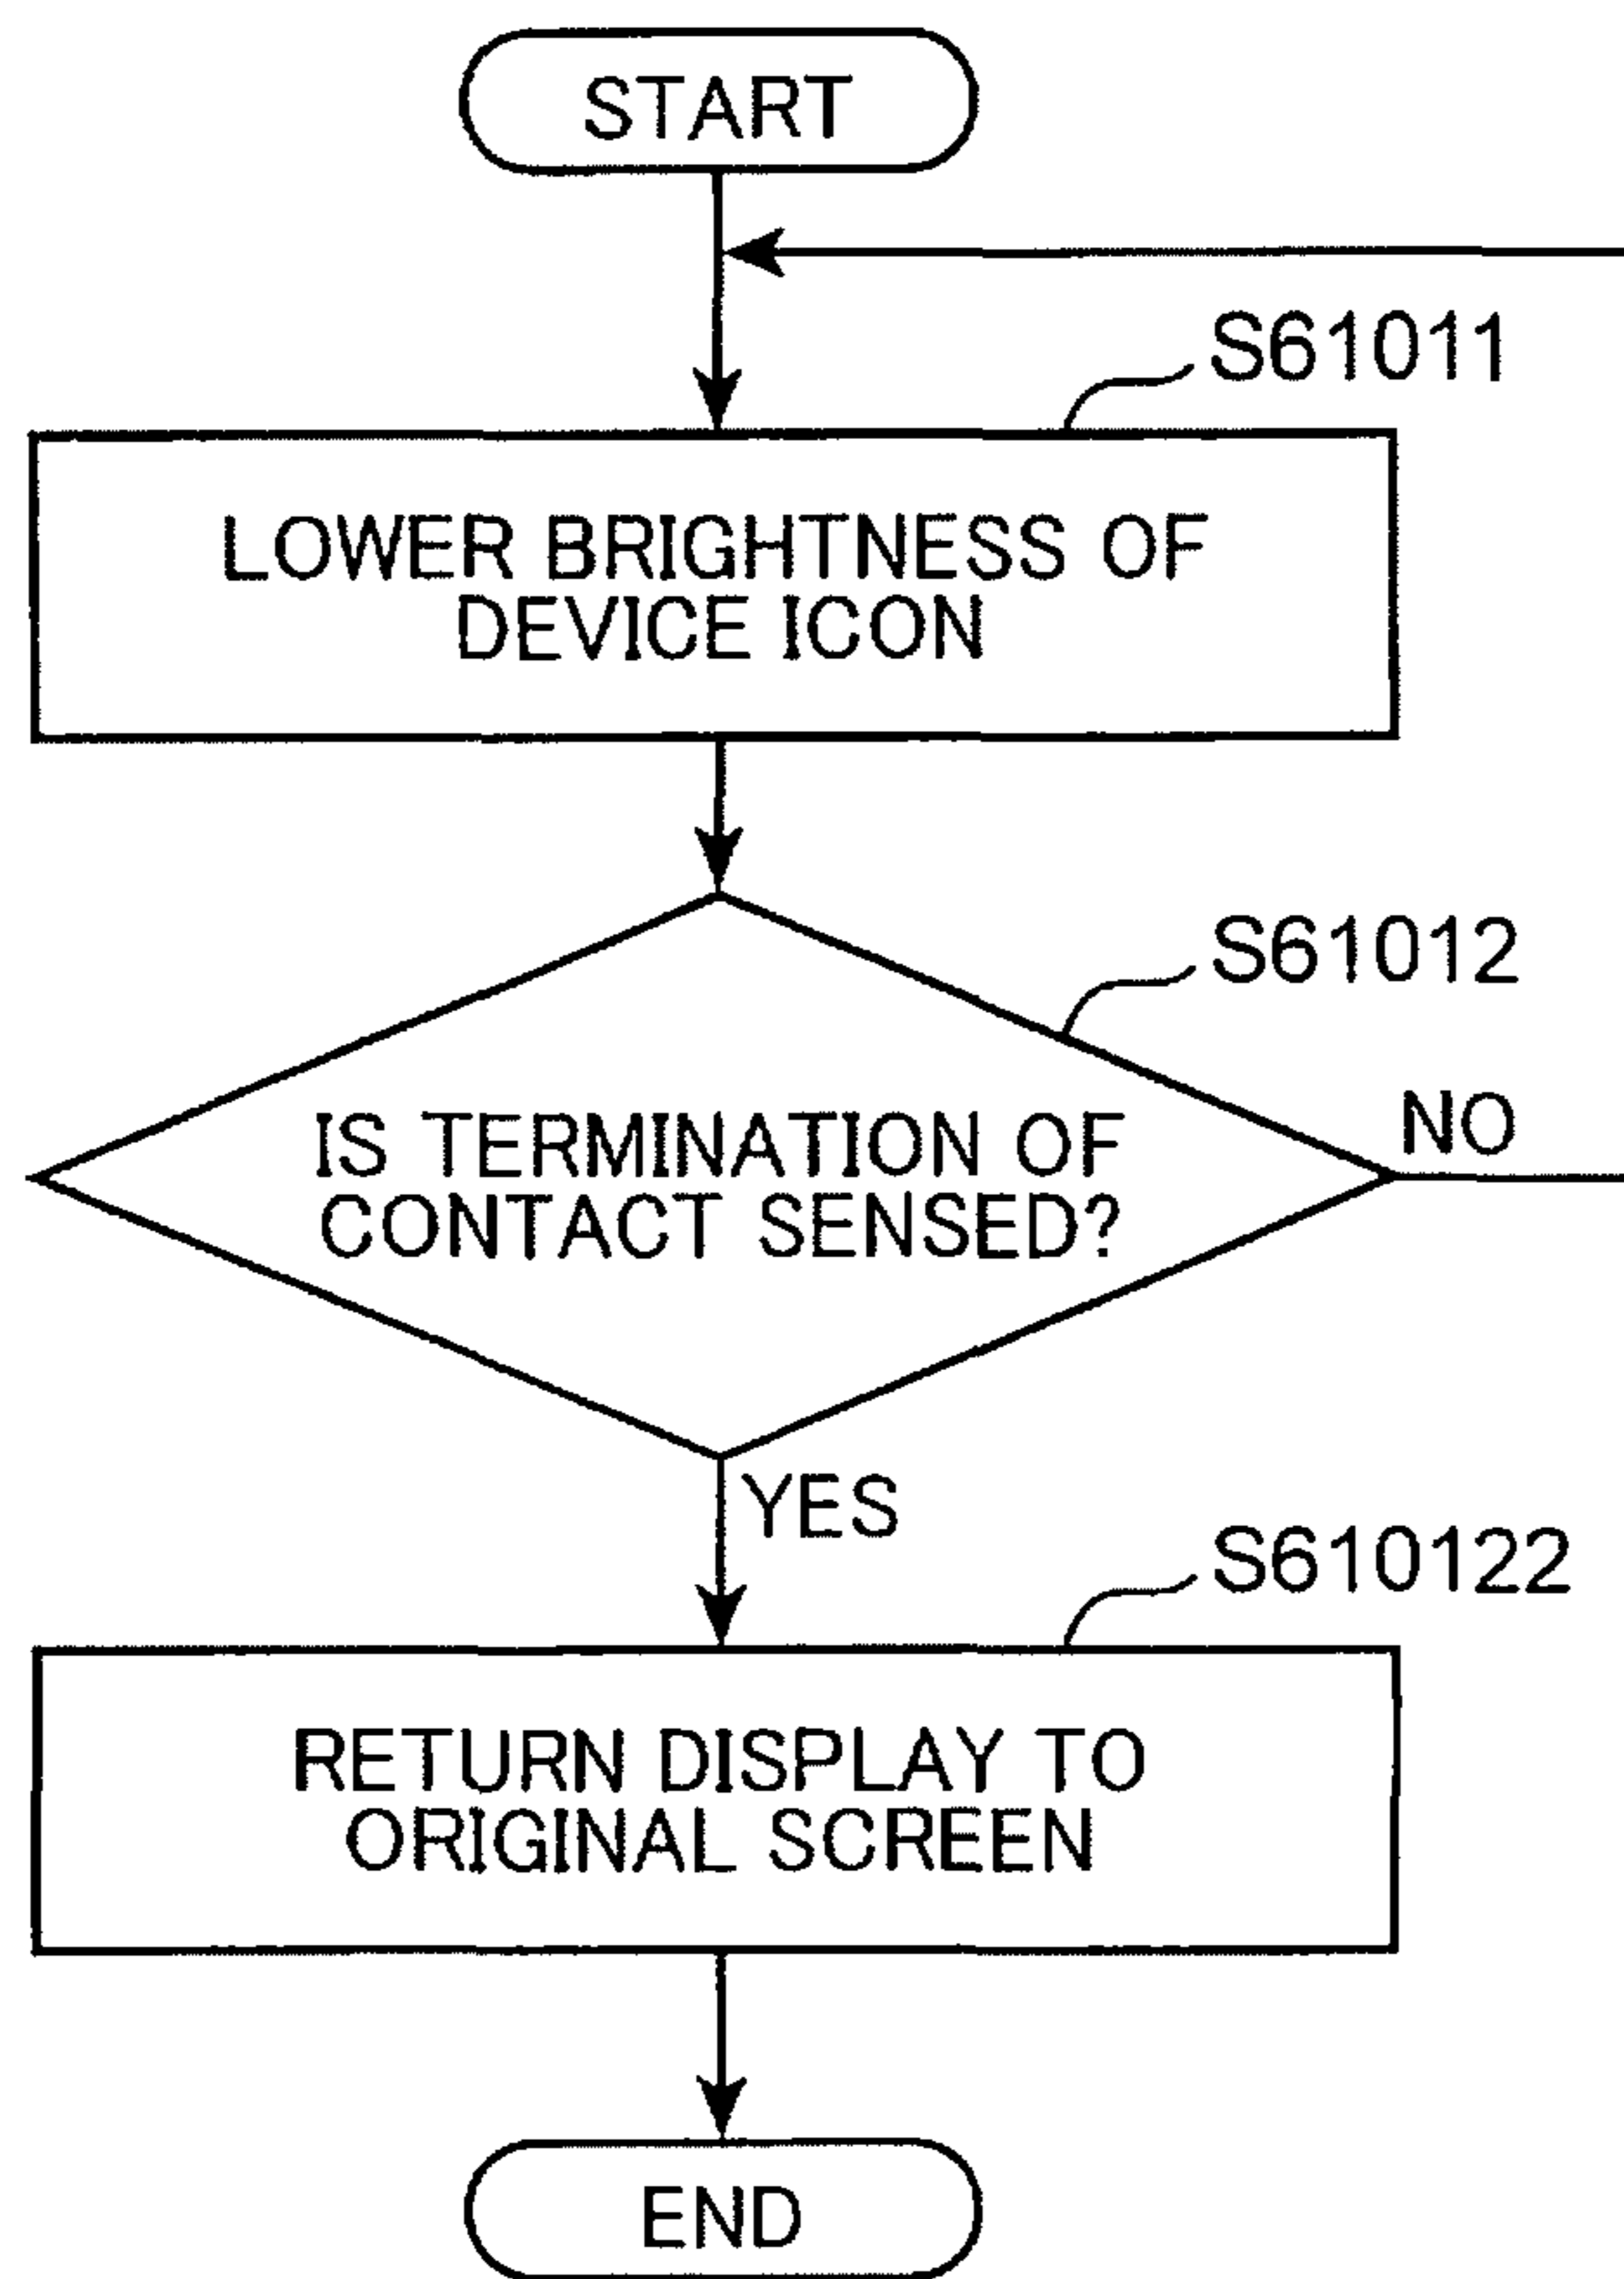 START
S61011
LOWER BRIGHTNESS OF
DEVICE ICON
S61012
IS TERMINATION OF
CONTACT SENSED?
NO
YES
S610122
RETURN DISPLAY TO
ORIGINAL SCREEN
END